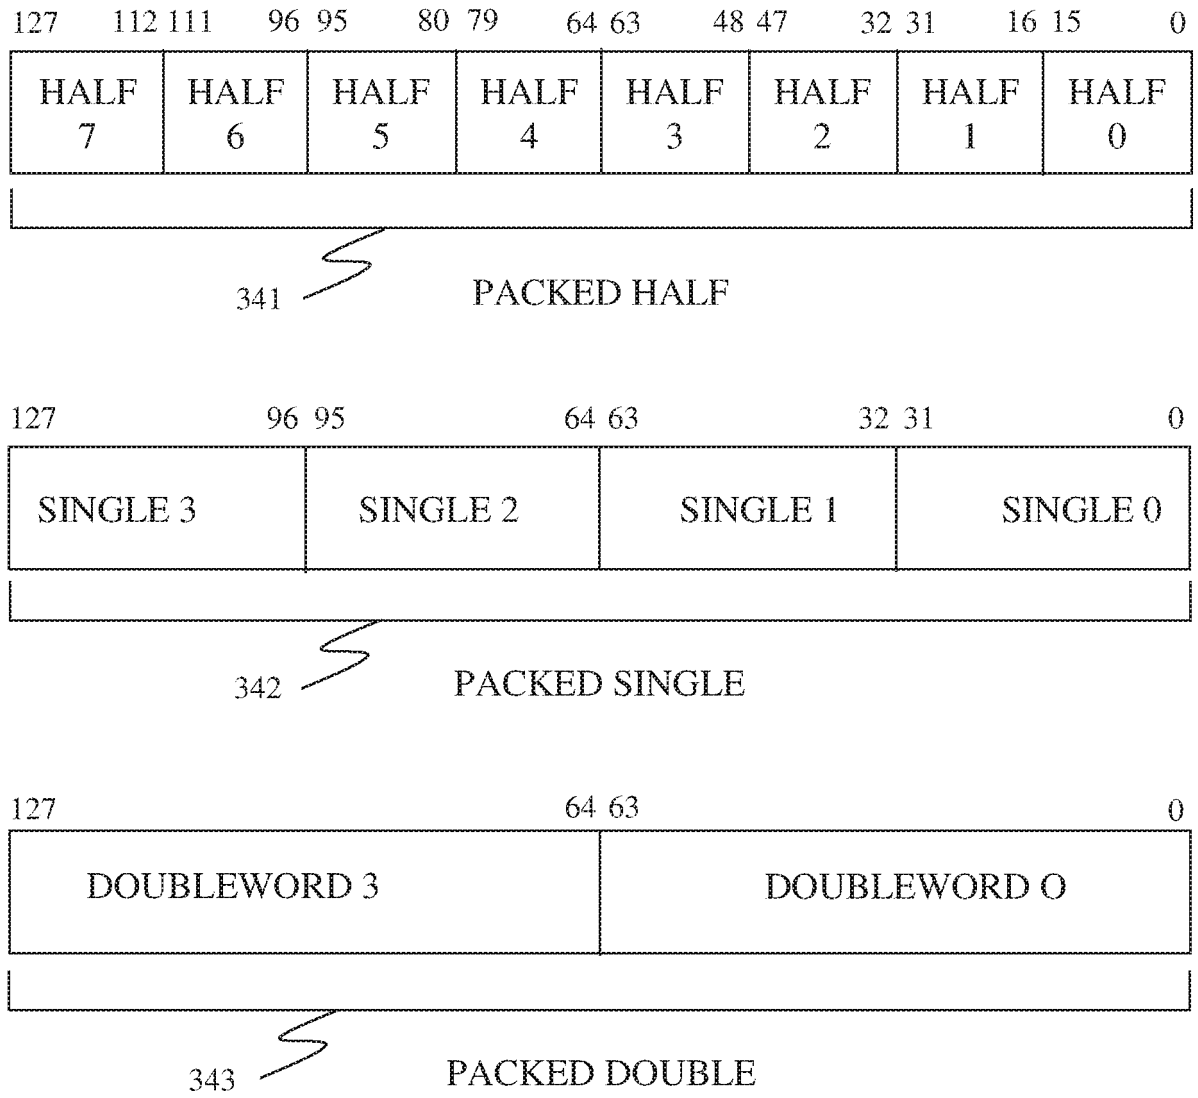 127 112 111 96 95 80 79 64 63 48 47 32 31 16 15 0
HALF HALF HALF HALF HALF HALF HALF HALF
7 6 5 4 3 2 1 0
341 PACKED HALF
127 96 95 64 63 32 31 0
SINGLE 3 SINGLE 2 SINGLE 1 SINGLE 0
342 PACKED SINGLE
127 64 63 0
DOUBLEWORD 3 DOUBLEWORD O
343 PACKED DOUBLE